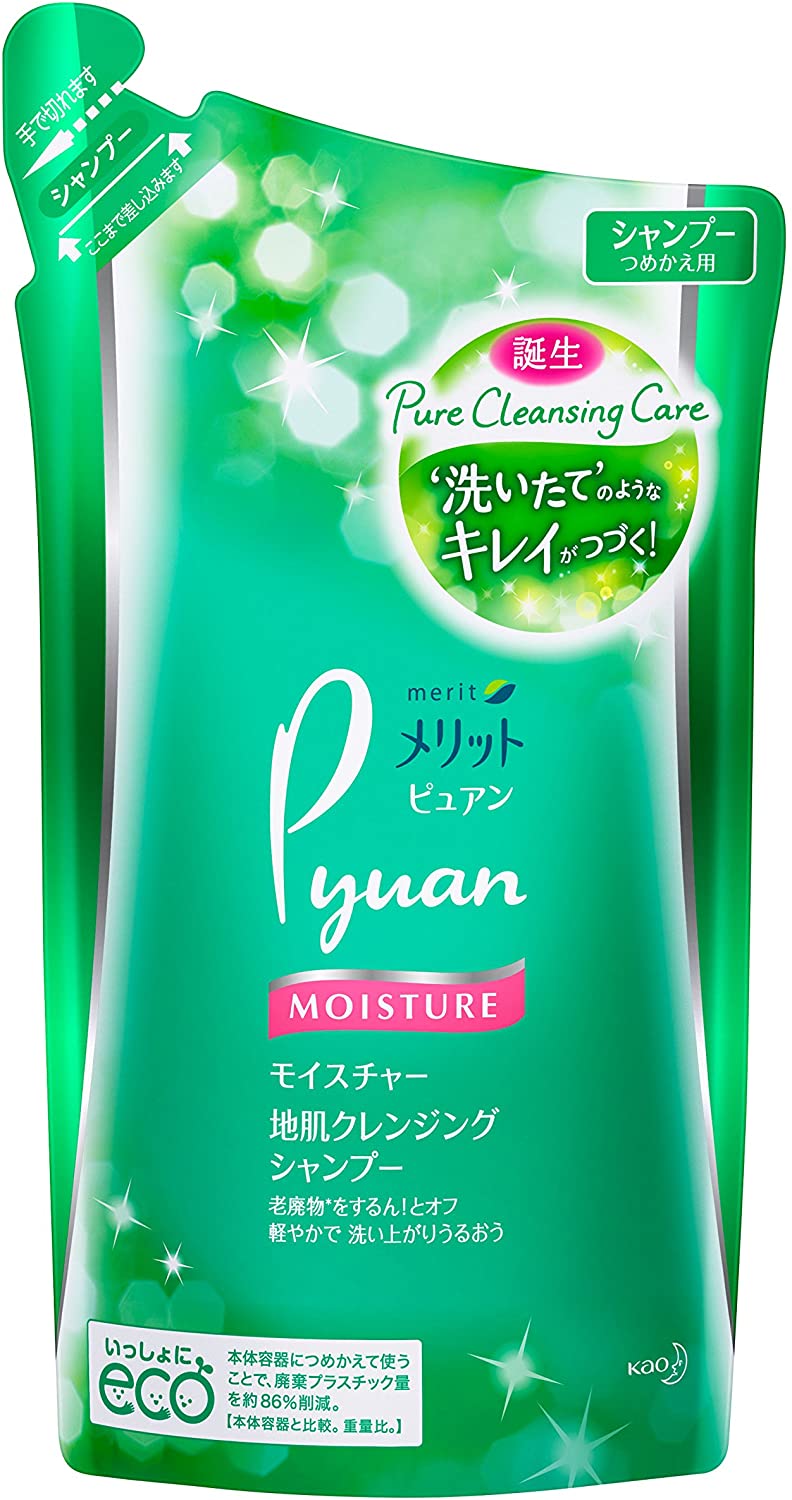 手で切れます
シャンプー
ここまで差し込みます
シャンプー
つめかえ用
誕生
Pure Cleansing Care
‘洗いたて’のような
キレイがつづく!
merit
メリット
ピュアン
Pyuan
MOISTURE
モイスチャー
地肌クレンジング
シャンプー
老廃物*をするん!とオフ
軽やかで 洗い上がりうるおう
いっしょに
eco
本体容器につめかえて使う
ことで、廃棄プラスチック量
を約86%削減。
【本体容器と比較。重量比。】
Kao